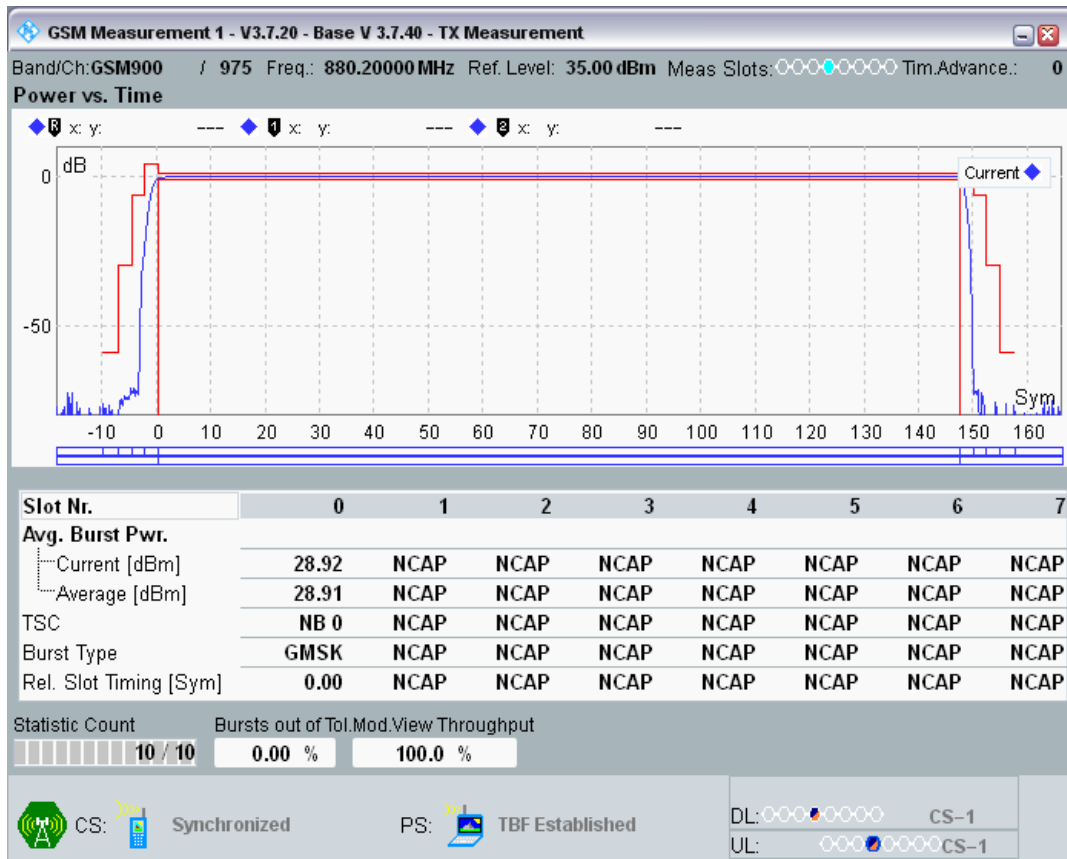 GSM Measurement 1 - V3.7.20 - Base V 3.7.40 - TX Measurement
Band/Ch:GSM900 / 975 Freq.: 880.20000 MHz Ref. Level: 35.00 dBm Meas Slots: Tim.Advance.: 0
Power vs. Time
R x: y: --- 1 x: y: --- 2 x: y: ---
dB
Current
0
-50
Sym
-10 0 10 20 30 40 50 60 70 80 90 100 110 120 130 140 150 160
Slot Nr. 0 1 2 3 4 5 6 7
Avg. Burst Pwr.
Current [dBm] 28.92 NCAP NCAP NCAP NCAP NCAP NCAP NCAP
Average [dBm] 28.91 NCAP NCAP NCAP NCAP NCAP NCAP NCAP
TSC NB 0 NCAP NCAP NCAP NCAP NCAP NCAP NCAP
Burst Type GMSK NCAP NCAP NCAP NCAP NCAP NCAP NCAP
Rel. Slot Timing [Sym] 0.00 NCAP NCAP NCAP NCAP NCAP NCAP NCAP
Statistic Count Bursts out of Tol. Mod.View Throughput
10 / 10 0.00 % 100.0 %
CS: Synchronized PS: TBF Established DL: CS-1
UL: CS-1